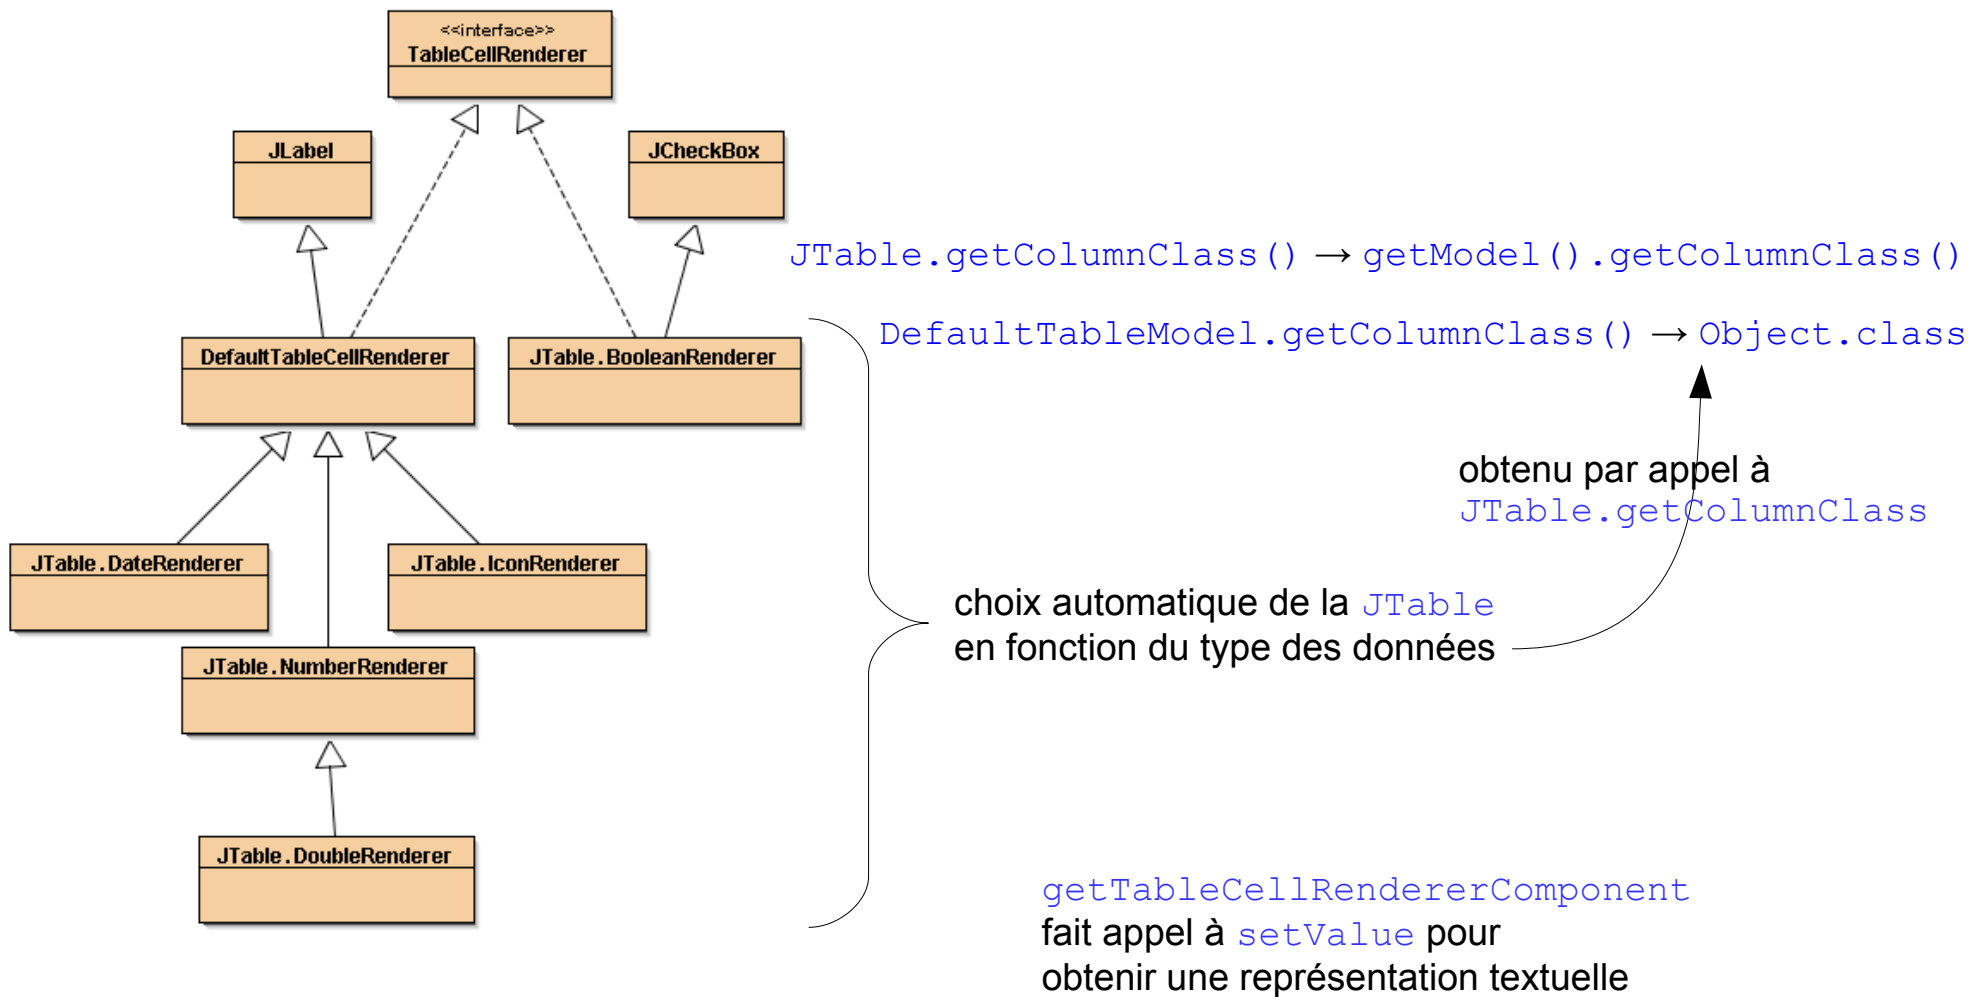 <<interface>>
TableCellRenderer
JLabel
JCheckBox
JTable.getColumnClass() → getModel().getColumnClass()
DefaultTableModel.getColumnClass() → Object.class
DefaultTableCellRenderer
JTable.BooleanRenderer
obtenu par appel à
JTable.getColumnClass
JTable.DateRenderer
JTable.IconRenderer
choix automatique de la JTable
en fonction du type des données
JTable.NumberRenderer
JTable.DoubleRenderer
getTableCellRendererComponent
fait appel à setValue pour
obtenir une représentation textuelle